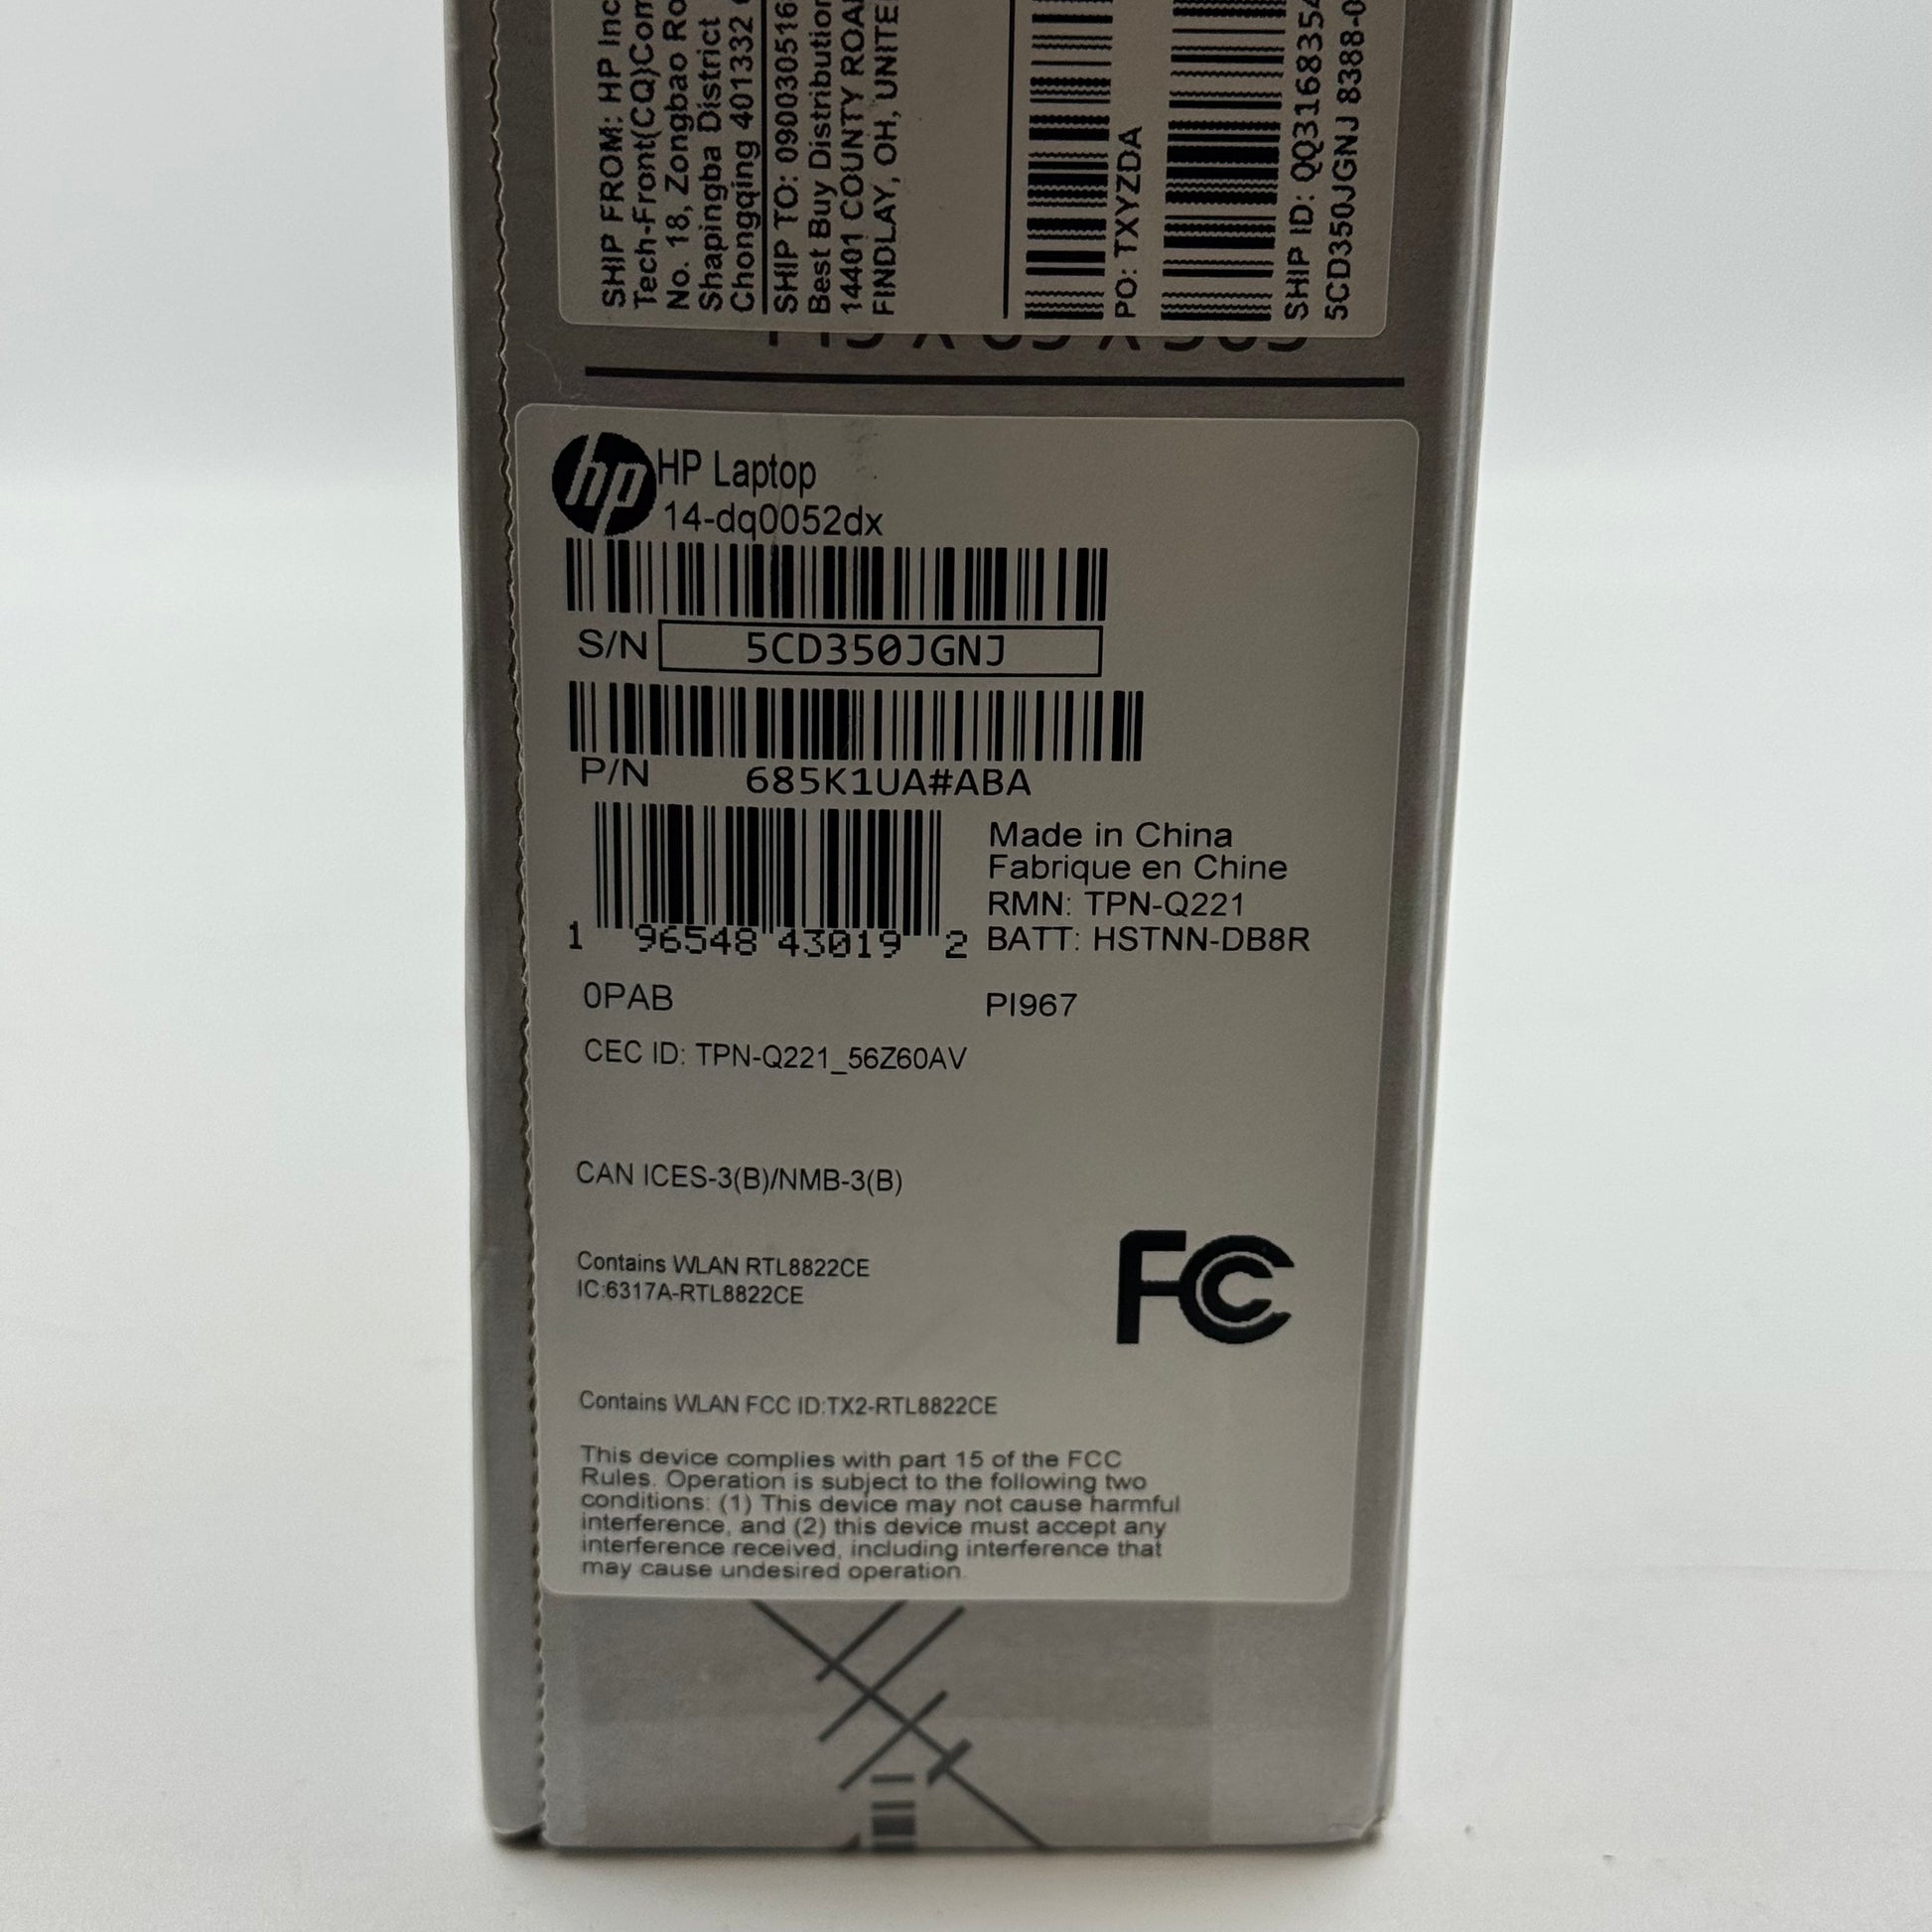 SHIP FROM: HP Inc
Tech-Front(CQ)Com
No. 18, Zongbao Ro
Shapingba District
Chongqing 401332
SHIP TO: 0900305516
Best Buy Distribution
14401 COUNTY ROA
FINDLAY, OH, UNITE
PO: TXYZDA
SHIP ID: QQ3168354
5CD350JGNJ 8388-0
hp
HP Laptop
14-dq0052dx
S/N 5CD350JGNJ
P/N 685K1UA#ABA
1 96548 43019 2
Made in China
Fabrique en Chine
RMN: TPN-Q221
BATT: HSTNN-DB8R
0PAB
PI967
CEC ID: TPN-Q221_56Z60AV
CAN ICES-3(B)/NMB-3(B)
Contains WLAN RTL8822CE
IC:6317A-RTL8822CE
FC
Contains WLAN FCC ID:TX2-RTL8822CE
This device complies with part 15 of the FCC
Rules. Operation is subject to the following two
conditions: (1) This device may not cause harmful
interference, and (2) this device must accept any
interference received, including interference that
may cause undesired operation.